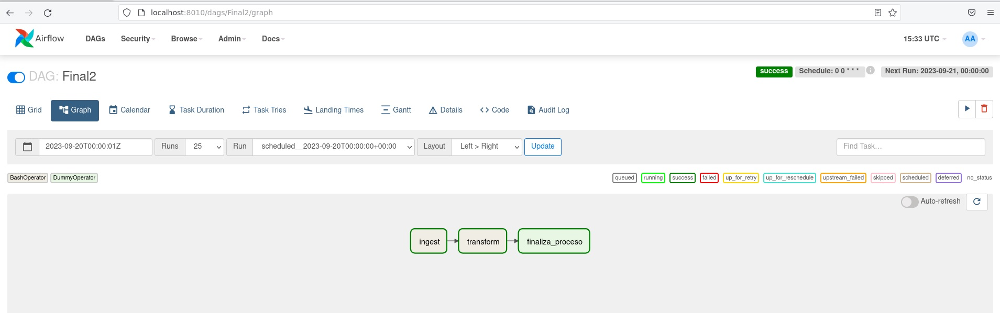 localhost:8010/dags/Final2/graph
Airflow DAGs Security Browse Admin Docs 15:33 UTC AA
DAG: Final2
success Schedule: 0 0 * * * i Next Run: 2023-09-21, 00:00:00
Grid Graph Calendar Task Duration Task Tries Landing Times Gantt Details Code Audit Log
2023-09-20T00:00:01Z Runs 25 Run scheduled__2023-09-20T00:00:00+00:00 Layout Left > Right Update Find Task...
BashOperator DummyOperator queued running success failed up_for_retry up_for_reschedule upstream_failed skipped scheduled deferred no_status
Auto-refresh
ingest transform finaliza_proceso